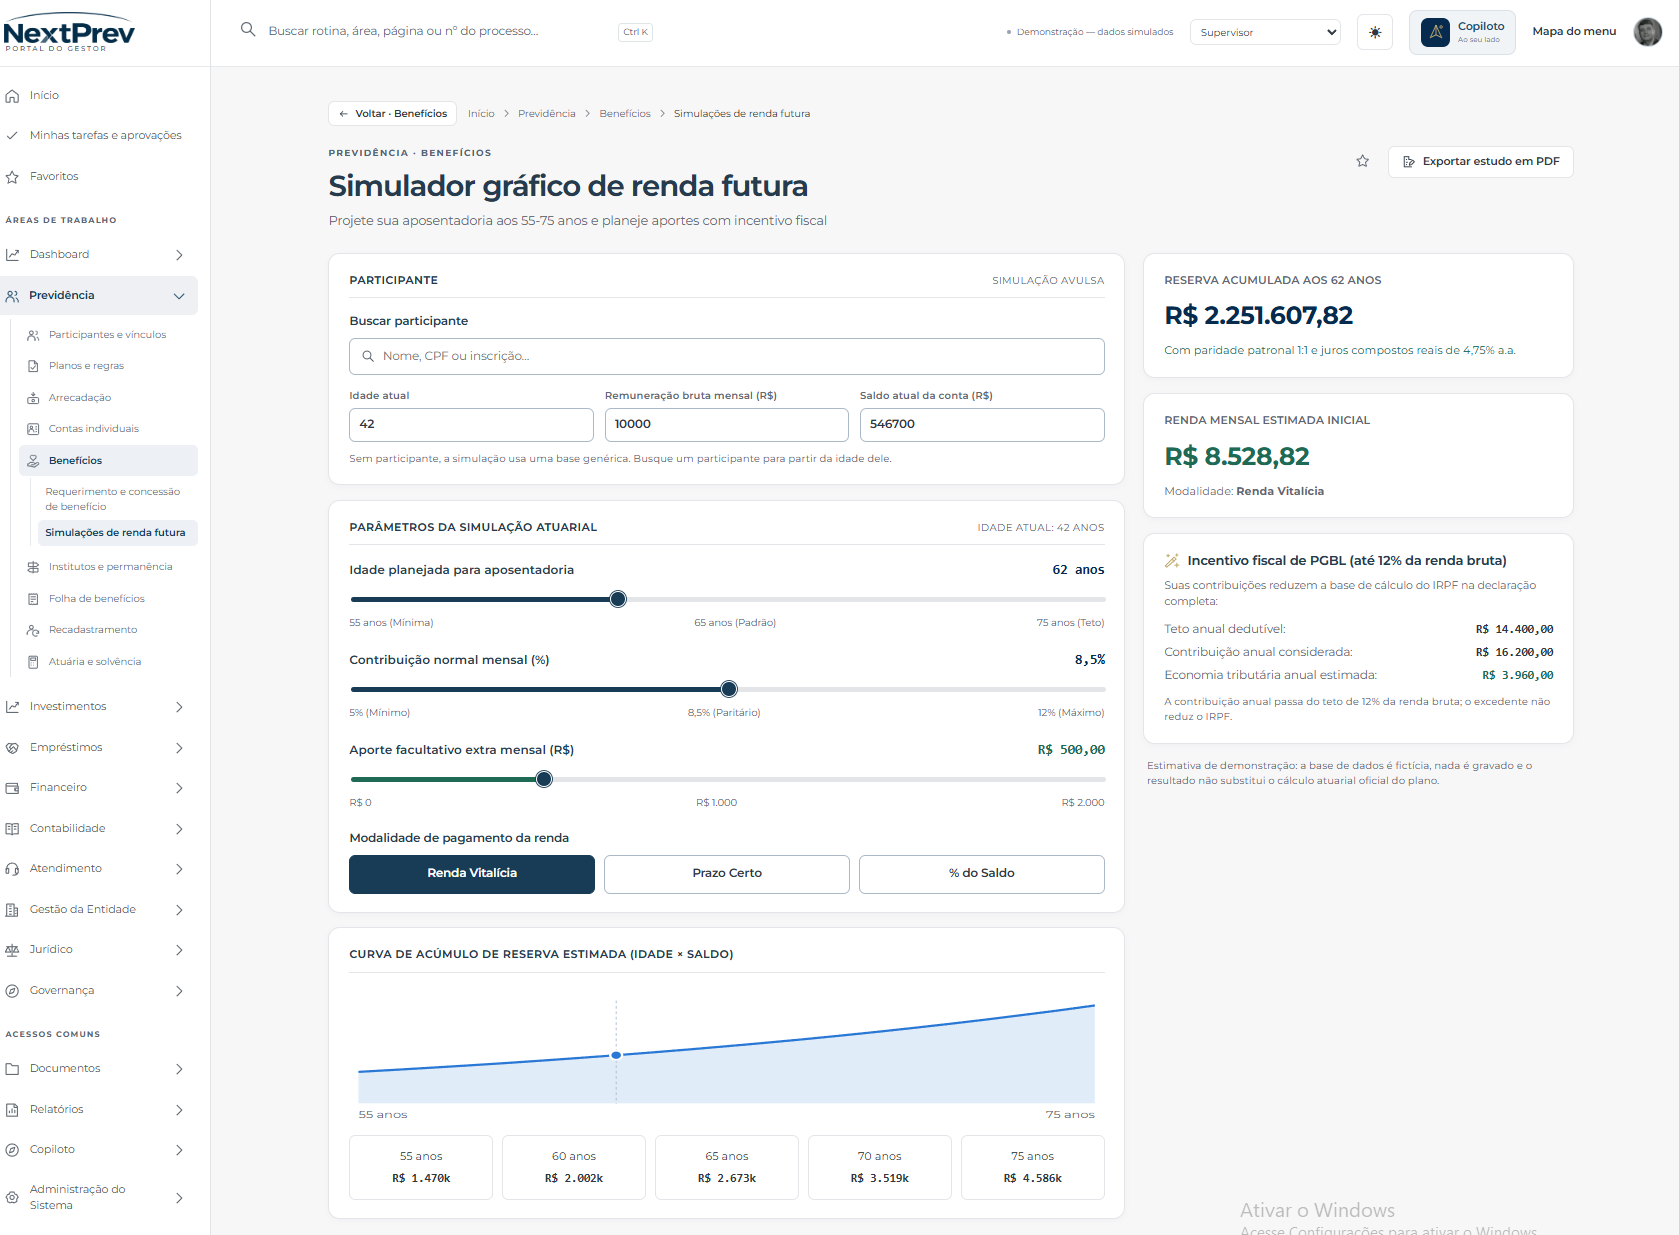 NextPrev
PORTAL DO GESTOR
Buscar rotina, área, página ou nº do processo...
Ctrl K
Demonstração — dados simulados
Supervisor
Copiloto
Ao seu lado
Mapa do menu
Início
Minhas tarefas e aprovações
Favoritos
ÁREAS DE TRABALHO
Dashboard
Previdência
Participantes e vínculos
Planos e regras
Arrecadação
Contas individuais
Benefícios
Requerimento e concessão
de benefício
Simulações de renda futura
Institutos e permanência
Folha de benefícios
Recadastramento
Atuária e solvência
Investimentos
Empréstimos
Financeiro
Contabilidade
Atendimento
Gestão da Entidade
Jurídico
Governança
ACESSOS COMUNS
Documentos
Relatórios
Copiloto
Administração do
Sistema
← Voltar · Benefícios
Início > Previdência > Benefícios > Simulações de renda futura
PREVIDÊNCIA · BENEFÍCIOS
Simulador gráfico de renda futura
Projete sua aposentadoria aos 55-75 anos e planeje aportes com incentivo fiscal
Exportar estudo em PDF
PARTICIPANTE
SIMULAÇÃO AVULSA
Buscar participante
Nome, CPF ou inscrição...
Idade atual
Remuneração bruta mensal (R$)
Saldo atual da conta (R$)
42
10000
546700
Sem participante, a simulação usa uma base genérica. Busque um participante para partir da idade dele.
PARÂMETROS DA SIMULAÇÃO ATUARIAL
IDADE ATUAL: 42 ANOS
Idade planejada para aposentadoria
62 anos
55 anos (Mínima)
65 anos (Padrão)
75 anos (Teto)
Contribuição normal mensal (%)
8,5%
5% (Mínimo)
8,5% (Paritário)
12% (Máximo)
Aporte facultativo extra mensal (R$)
R$ 500,00
R$ 0
R$ 1.000
R$ 2.000
Modalidade de pagamento da renda
Renda Vitalícia
Prazo Certo
% do Saldo
CURVA DE ACÚMULO DE RESERVA ESTIMADA (IDADE × SALDO)
55 anos
75 anos
55 anos
R$ 1.470k
60 anos
R$ 2.002k
65 anos
R$ 2.673k
70 anos
R$ 3.519k
75 anos
R$ 4.586k
RESERVA ACUMULADA AOS 62 ANOS
R$ 2.251.607,82
Com paridade patronal 1:1 e juros compostos reais de 4,75% a.a.
RENDA MENSAL ESTIMADA INICIAL
R$ 8.528,82
Modalidade: Renda Vitalícia
Incentivo fiscal de PGBL (até 12% da renda bruta)
Suas contribuições reduzem a base de cálculo do IRPF na declaração
completa:
Teto anual dedutível:
R$ 14.400,00
Contribuição anual considerada:
R$ 16.200,00
Economia tributária anual estimada:
R$ 3.960,00
A contribuição anual passa do teto de 12% da renda bruta; o excedente não
reduz o IRPF.
Estimativa de demonstração: a base de dados é fictícia, nada é gravado e o
resultado não substitui o cálculo atuarial oficial do plano.
Ativar o Windows
Acesse Configurações para ativar o Windows.